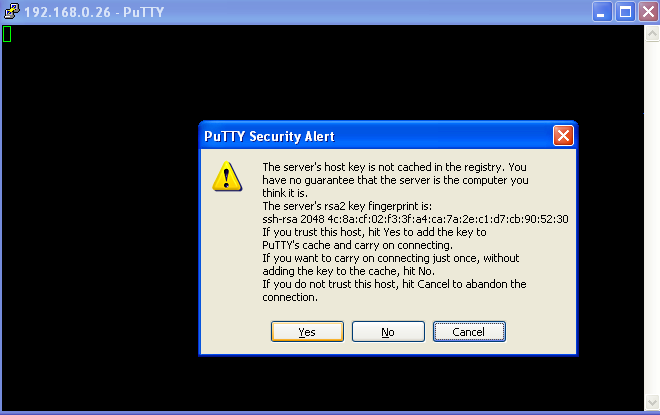 192.168.0.26 - PuTTY
PuTTY Security Alert
The server's host key is not cached in the registry. You
have no guarantee that the server is the computer you
think it is.
The server's rsa2 key fingerprint is:
ssh-rsa 2048 4c:8a:cf:02:f3:3f:a4:ca:7a:2e:c1:d7:cb:90:52:30
If you trust this host, hit Yes to add the key to
PuTTY's cache and carry on connecting.
If you want to carry on connecting just once, without
adding the key to the cache, hit No.
If you do not trust this host, hit Cancel to abandon the
connection.
Yes No Cancel